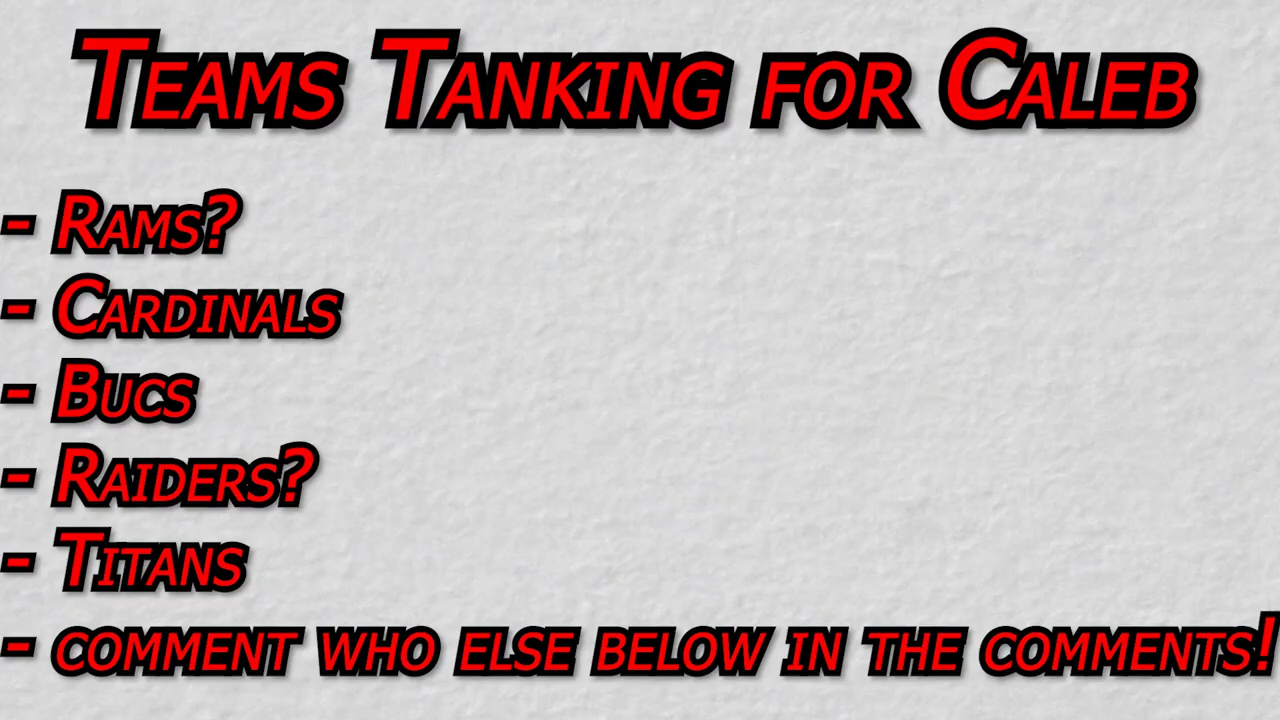 Teams Tanking for Caleb
- Rams?
- Cardinals
- Bucs
- Raiders?
- Titans
- comment who else below in the comments!